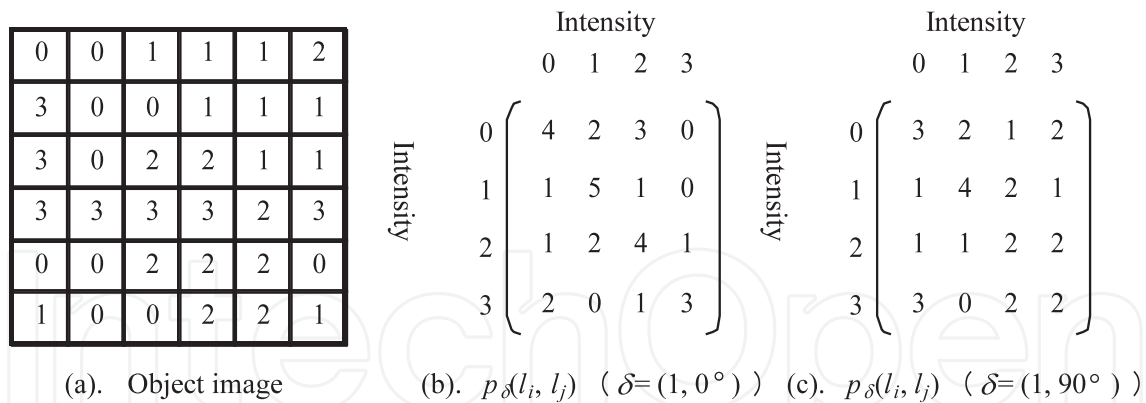 0 0 1 1 1 2
3 0 0 1 1 1
3 0 2 2 1 1
3 3 3 3 2 3
0 0 2 2 2 0
1 0 0 2 2 1
(a). Object image
Intensity
0 1 2 3
Intensity
0 4 2 3 0
1 1 5 1 0
2 1 2 4 1
3 2 0 1 3
(b). pδ(li, lj) ( δ= (1, 0° ) )
Intensity
0 1 2 3
Intensity
0 3 2 1 2
1 1 4 2 1
2 1 1 2 2
3 3 0 2 2
(c). pδ(li, lj) ( δ= (1, 90° ) )
IntechOpen